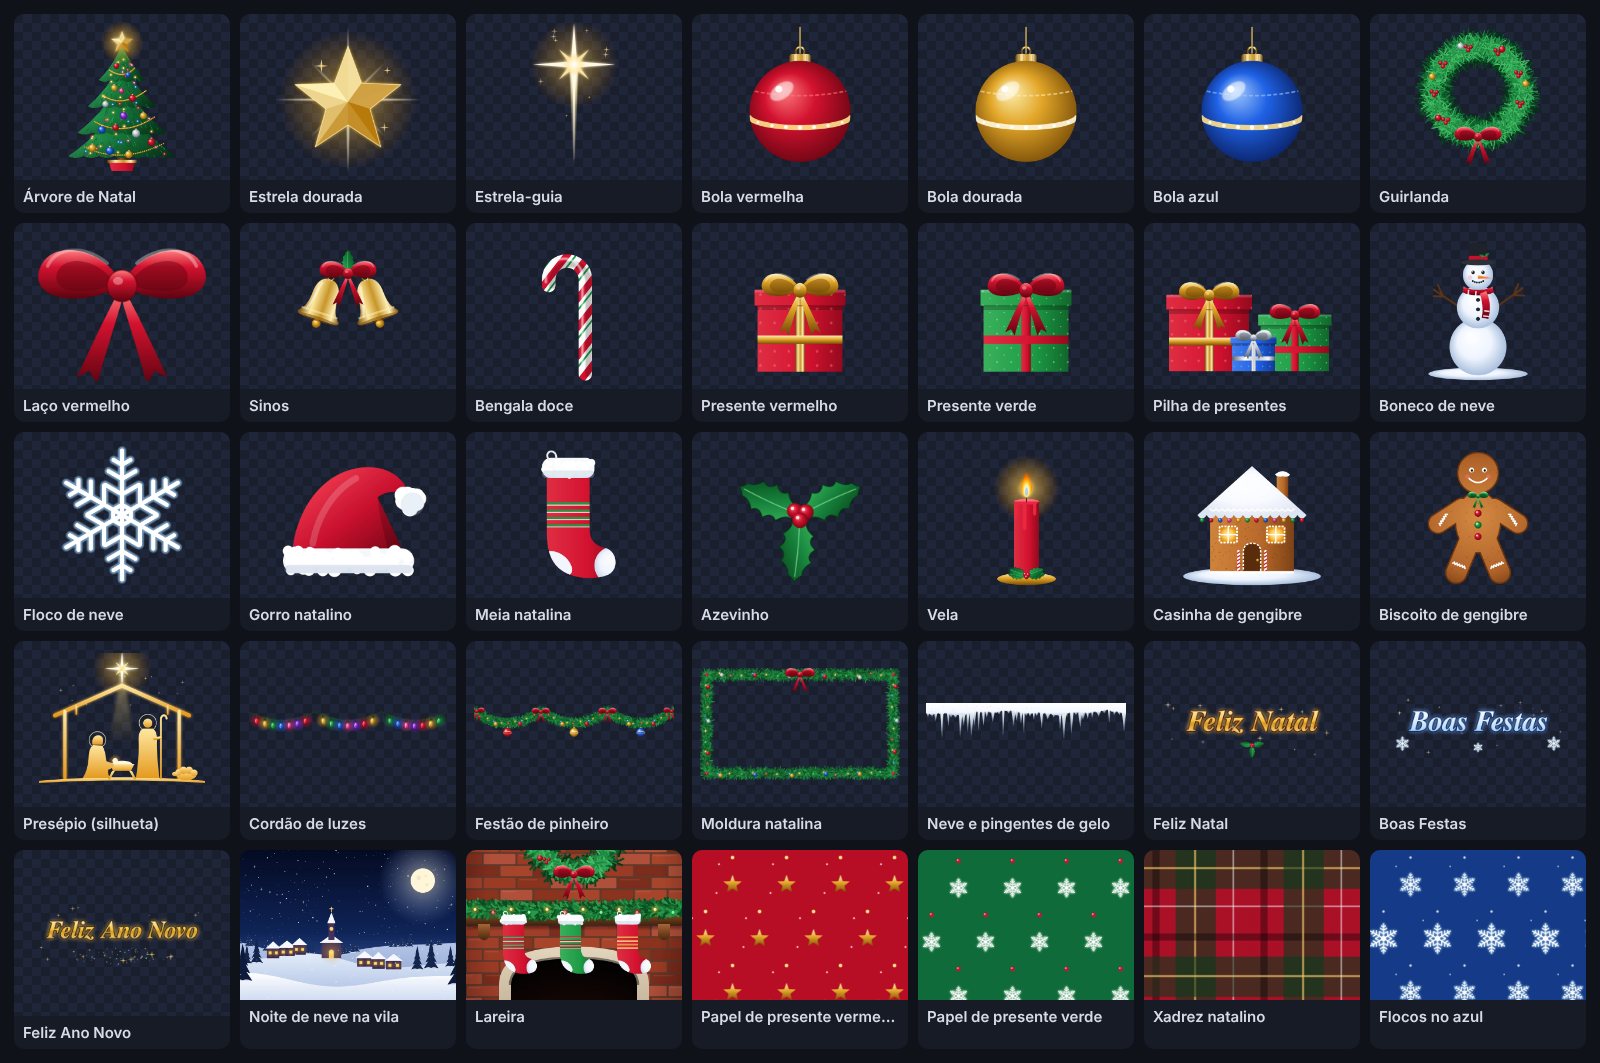 Árvore de Natal
Estrela dourada
Estrela-guia
Bola vermelha
Bola dourada
Bola azul
Guirlanda
Laço vermelho
Sinos
Bengala doce
Presente vermelho
Presente verde
Pilha de presentes
Boneco de neve
Floco de neve
Gorro natalino
Meia natalina
Azevinho
Vela
Casinha de gengibre
Biscoito de gengibre
Feliz Natal
Boas Festas
Presépio (silhueta)
Cordão de luzes
Festão de pinheiro
Moldura natalina
Neve e pingentes de gelo
Feliz Natal
Boas Festas
Feliz Ano Novo
Feliz Ano Novo
Noite de neve na vila
Lareira
Papel de presente verme...
Papel de presente verde
Xadrez natalino
Flocos no azul